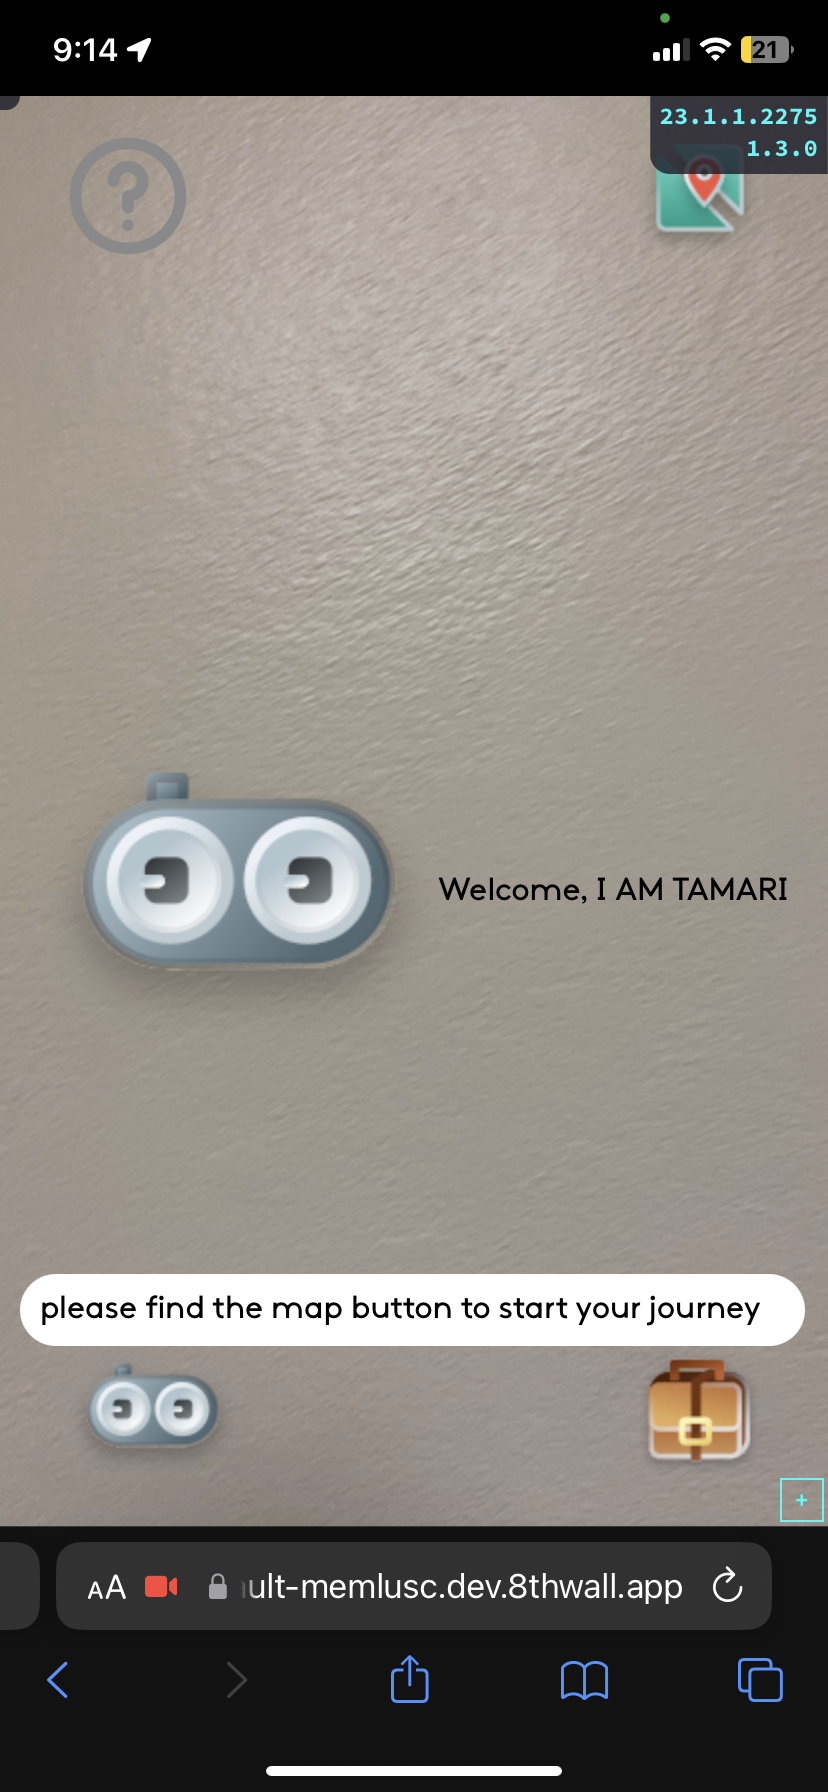 9:14
21
23.1.1.2275
1.3.0
Welcome, I AM TAMARI
please find the map button to start your journey
AA ult-memlusc.dev.8thwall.app